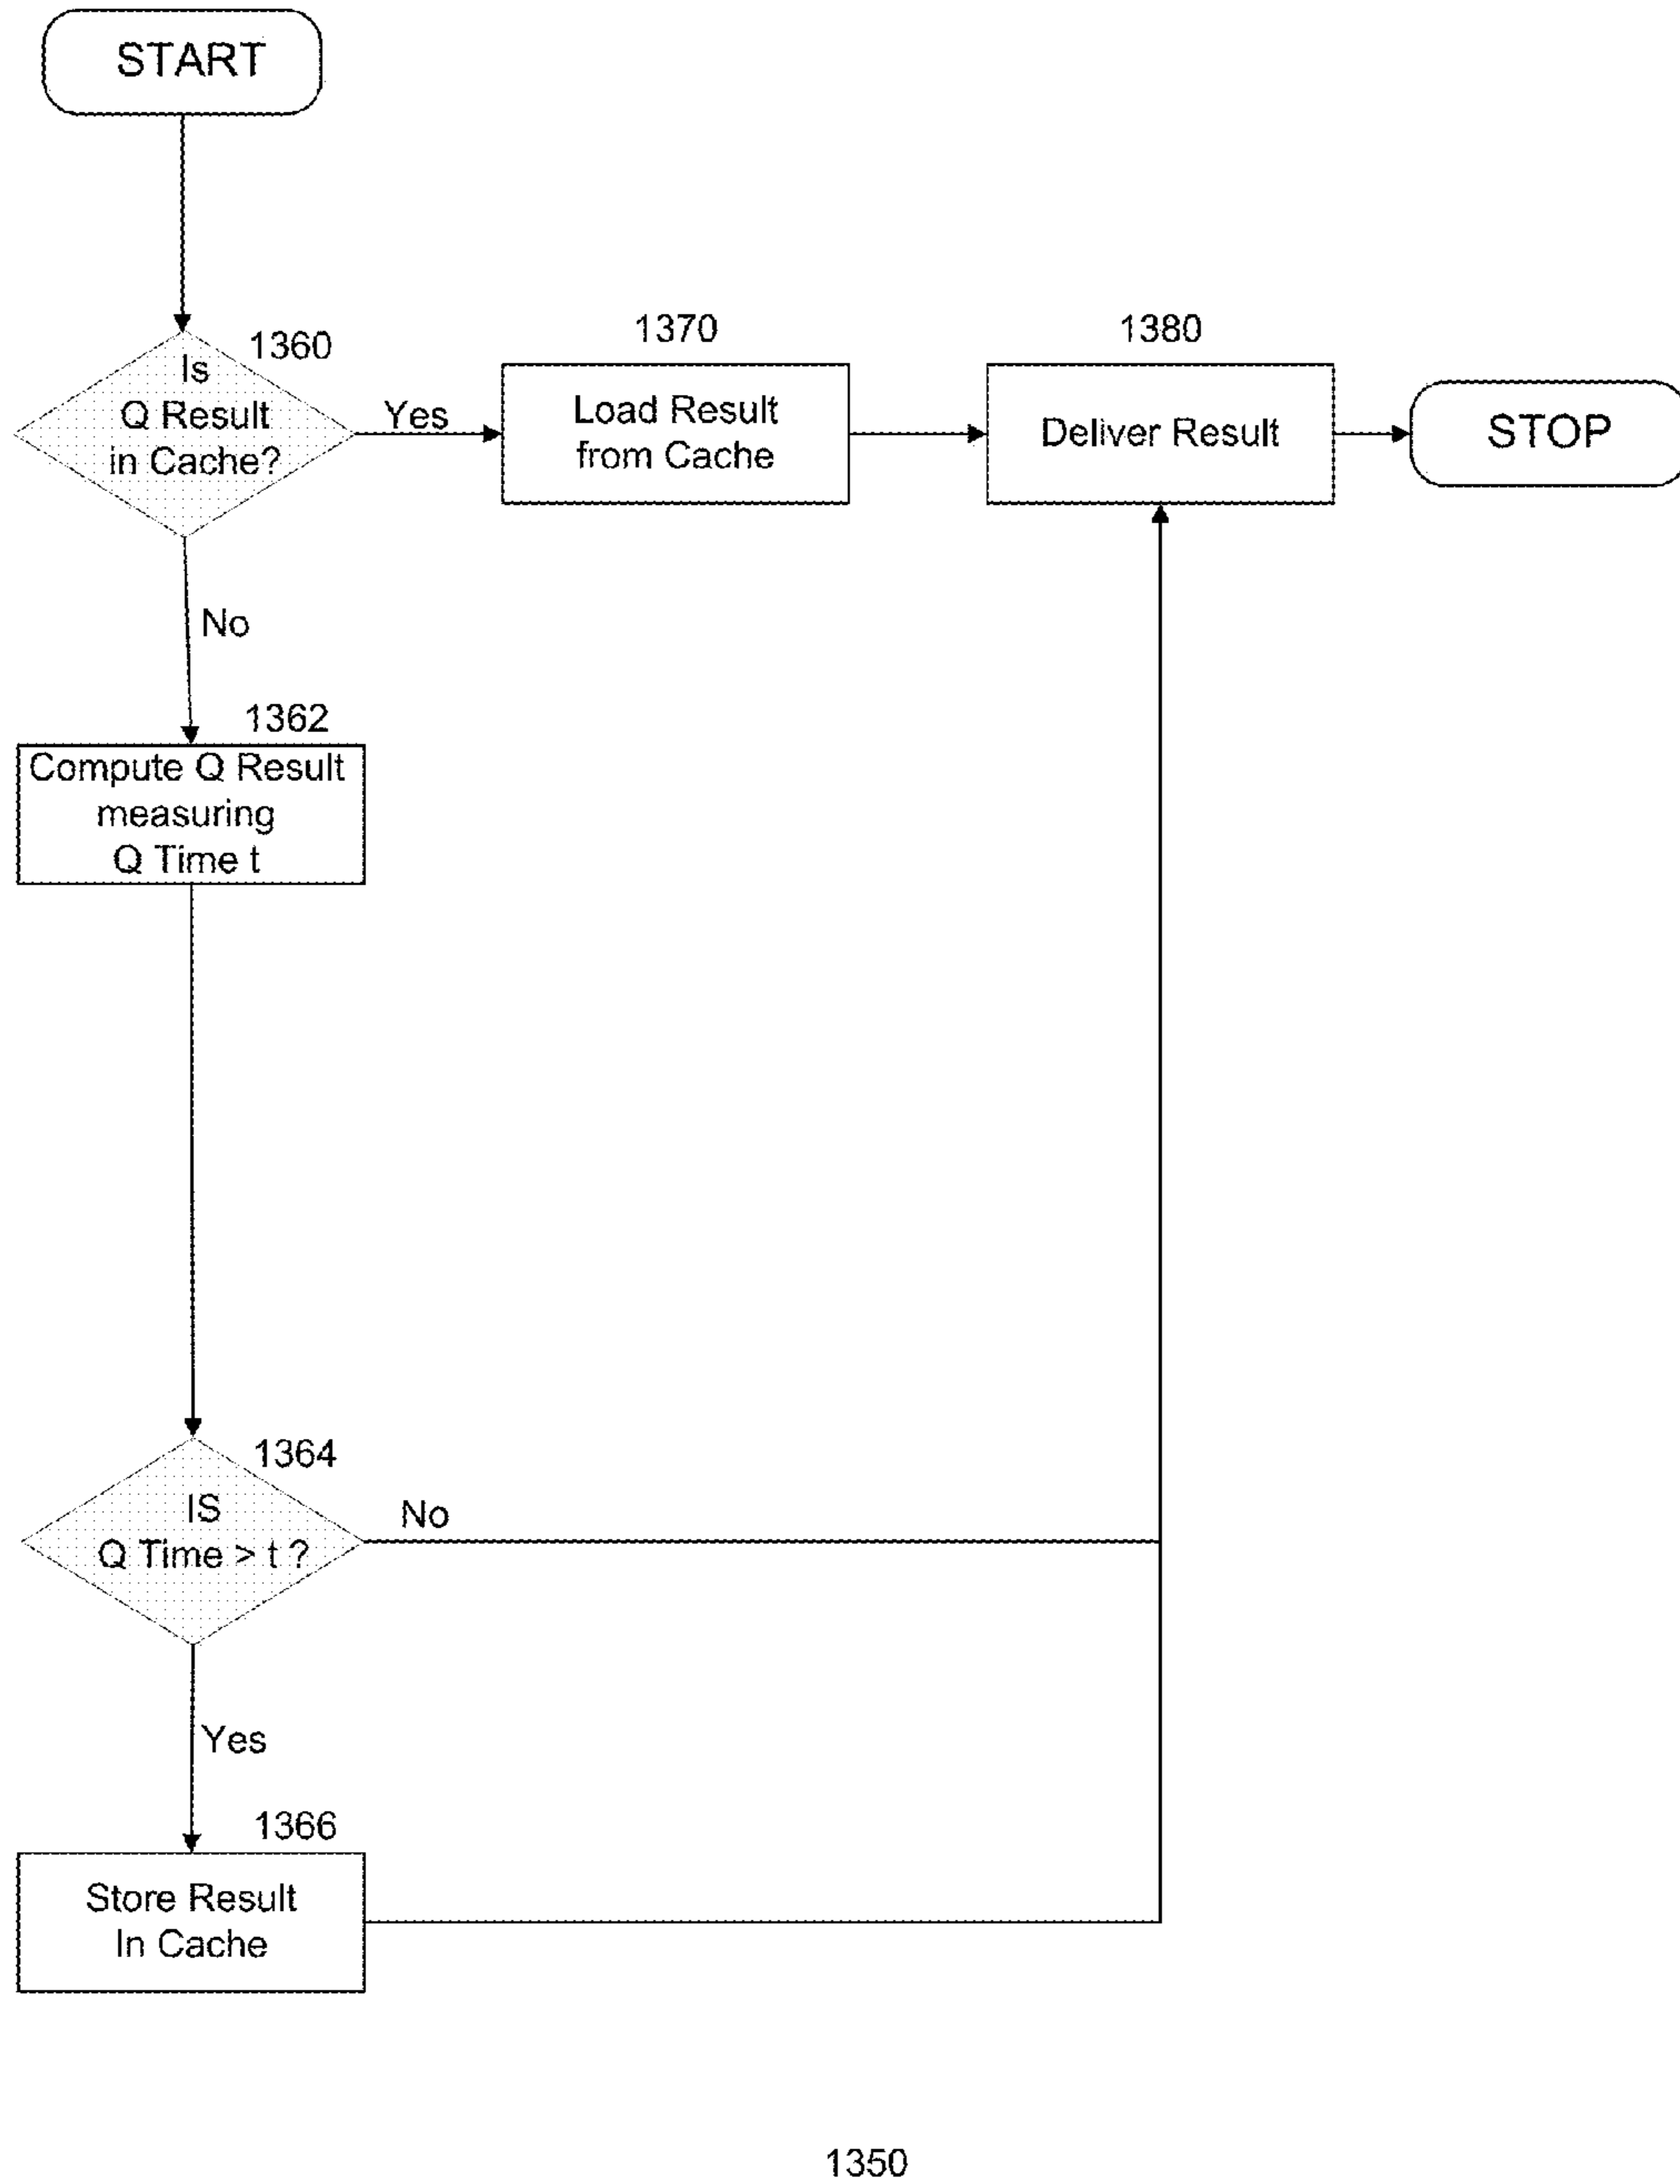 START
1360
Is
Q Result
in Cache?
Yes
1370
Load Result
from Cache
1380
Deliver Result
STOP
No
1362
Compute Q Result
measuring
Q Time t
1364
IS
Q Time > t ?
No
Yes
1366
Store Result
In Cache
1350